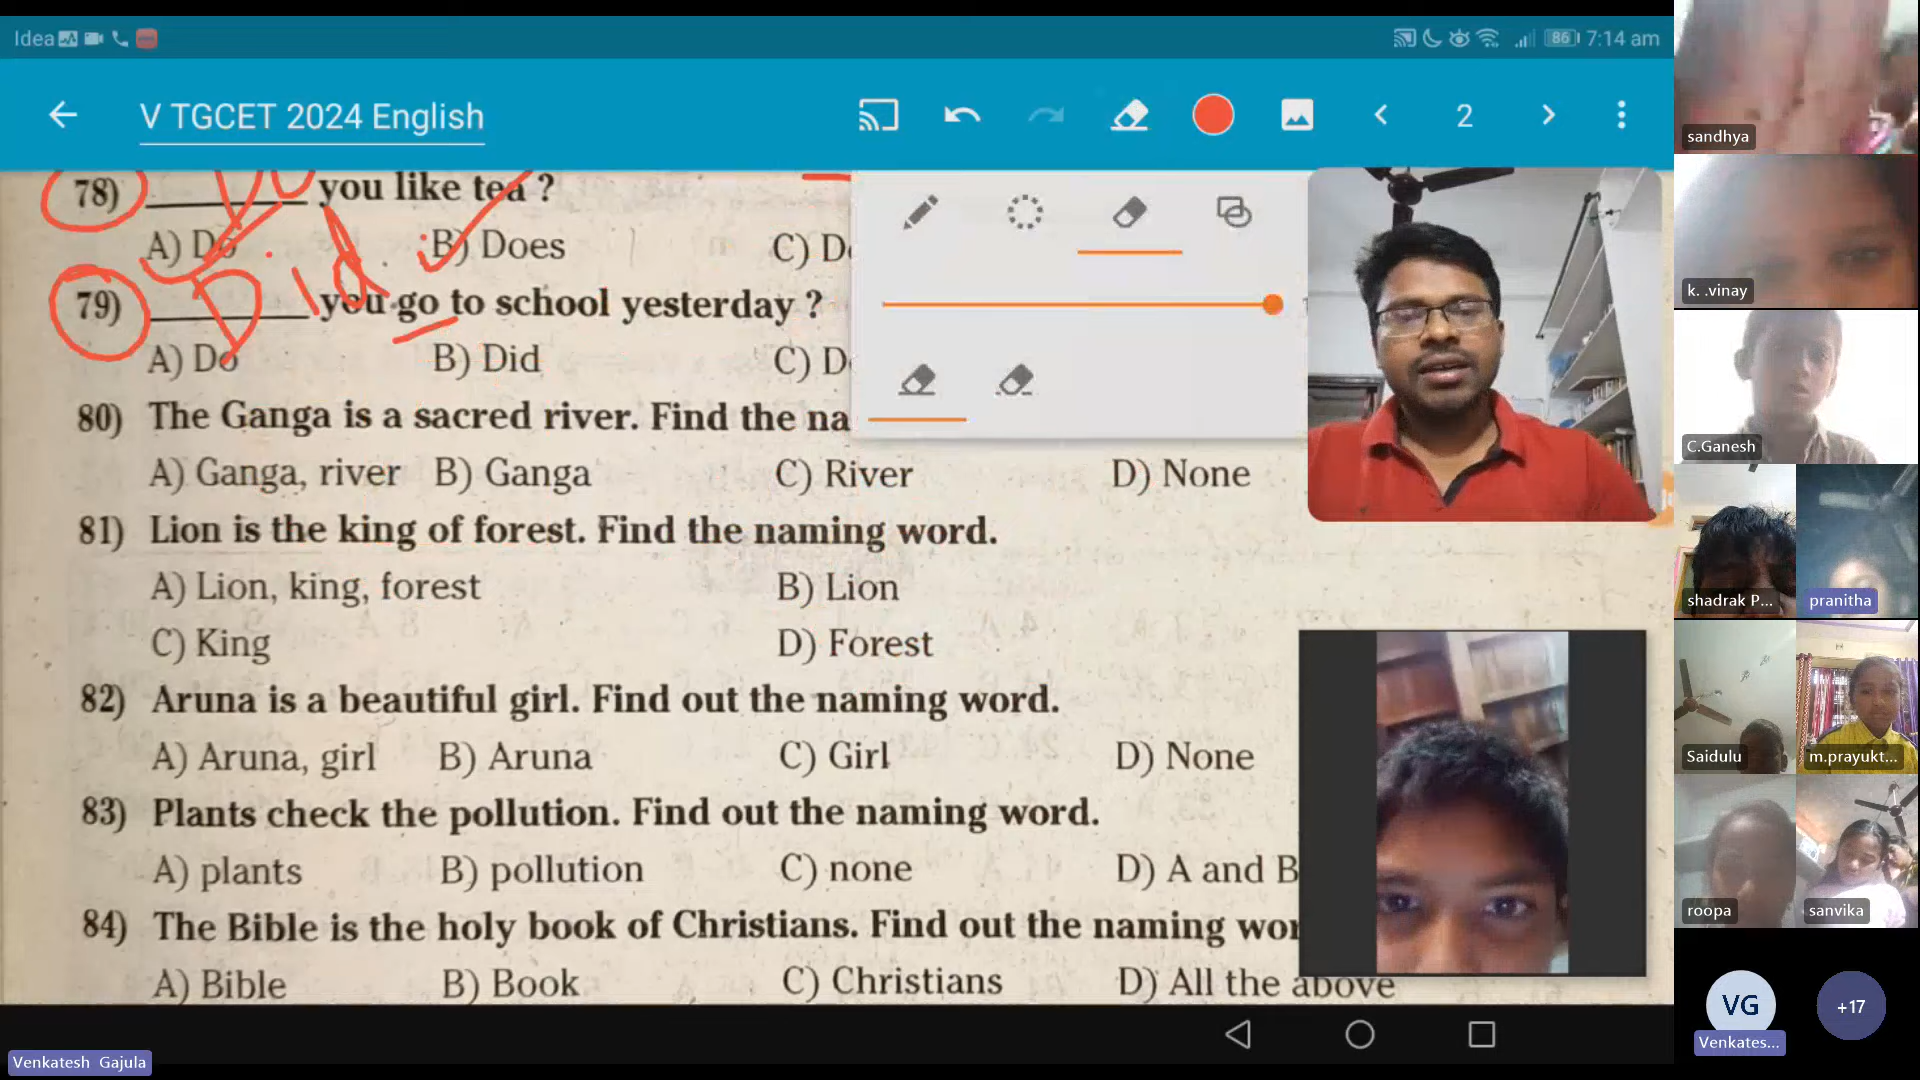 Idea 86 7:14 am
V TGCET 2024 English 2
78) Do you like tea ?
A) Do B) Does C) D
79) Did you go to school yesterday ?
A) Do B) Did C) D
80) The Ganga is a sacred river. Find the na
A) Ganga, river B) Ganga C) River D) None
81) Lion is the king of forest. Find the naming word.
A) Lion, king, forest B) Lion
C) King D) Forest
82) Aruna is a beautiful girl. Find out the naming word.
A) Aruna, girl B) Aruna C) Girl D) None
83) Plants check the pollution. Find out the naming word.
A) plants B) pollution C) none D) A and B
84) The Bible is the holy book of Christians. Find out the naming wor
A) Bible B) Book C) Christians D) All the above
Venkatesh Gajula
sandhya
k. .vinay
C.Ganesh
shadrak P... pranitha
Saidulu m.prayukt...
roopa sanvika
VG +17
Venkates...